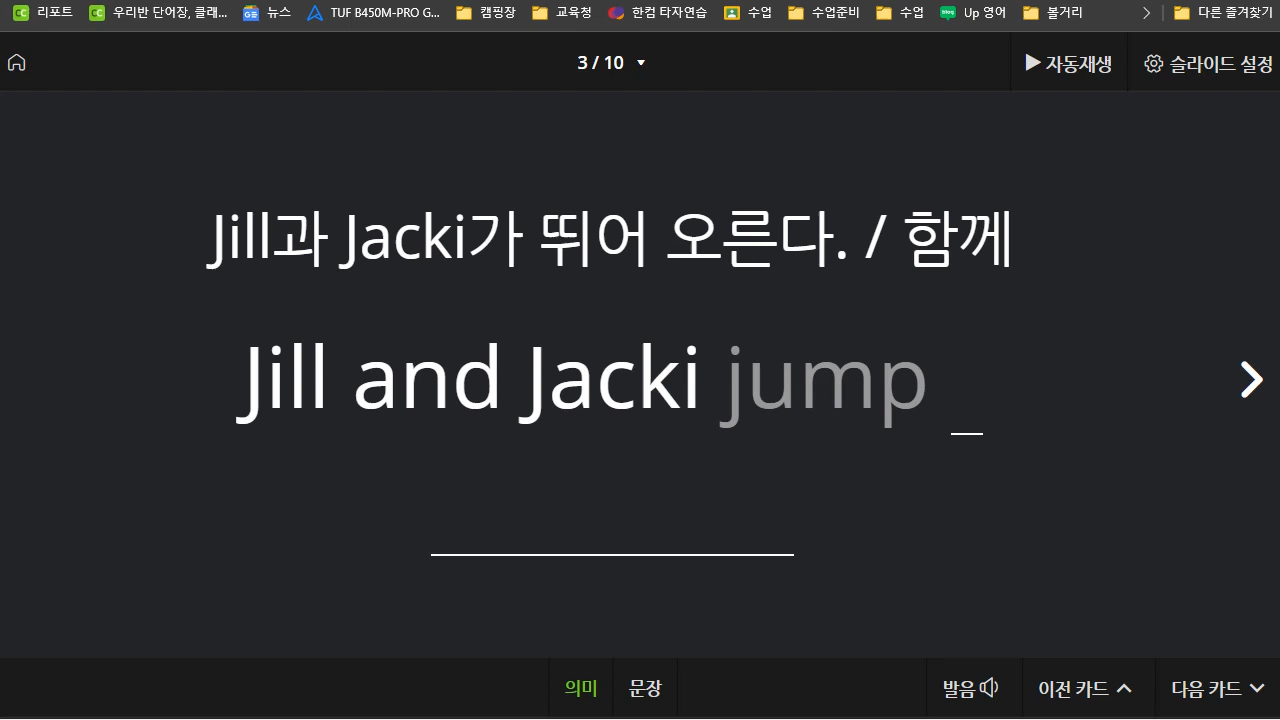 리포트 우리반 단어장, 클래... 뉴스 TUF B450M-PRO G... 캠핑장 교육청 한컴 타자연습 수업 수업준비 수업 Up 영어 볼거리 다른 즐겨찾기
3 / 10 자동재생 슬라이드 설정
Jill과 Jacki가 뛰어 오른다. / 함께
Jill and Jacki jump _
의미 문장 발음 이전 카드 다음 카드